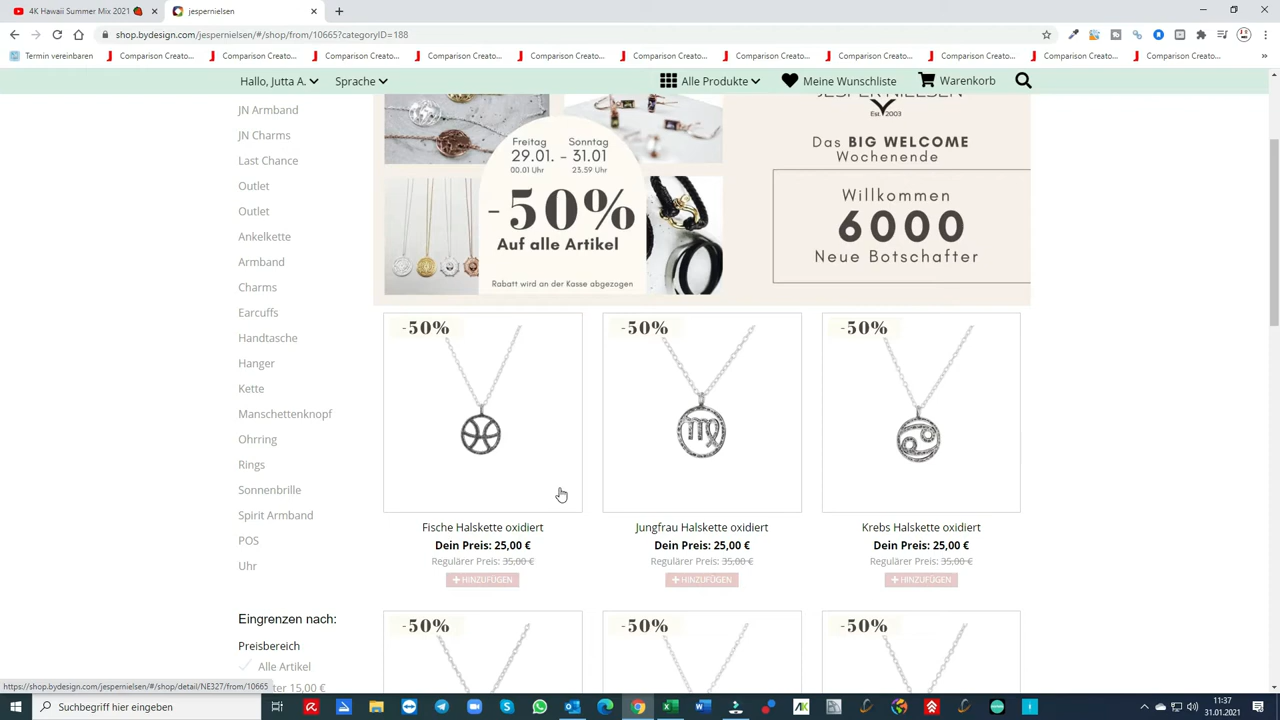 4K Hawaii Summer Mix 2021
jespernielsen
shop.bydesign.com/jespernielsen/#/shop/from/10665?categoryID=188
Termin vereinbaren
Comparison Creato...
Comparison Creato...
Comparison Creato...
Comparison Creato...
Comparison Creato...
Comparison Creato...
Comparison Creato...
Comparison Creato...
Comparison Creato...
Comparison Creato...
Comparison Creato...
Hallo, Jutta A.
Sprache
Alle Produkte
Meine Wunschliste
Warenkorb
JN Armband
JN Charms
Last Chance
Outlet
Outlet
Ankelkette
Armband
Charms
Earcuffs
Handtasche
Hanger
Kette
Manschettenknopf
Ohrring
Rings
Sonnenbrille
Spirit Armband
POS
Uhr
Eingrenzen nach:
Preisbereich
Alle Artikel
ter 15,00 €
Freitag Sonntag
29.01. - 31.01
00.01 Uhr 23.59 Uhr
-50%
Auf alle Artikel
Rabatt wird an der Kasse abgezogen
JESPER NIELSEN
Est. 2003
Das BIG WELCOME
Wochenende
Willkommen
6000
Neue Botschafter
-50%
-50%
-50%
Fische Halskette oxidiert
Dein Preis: 25,00 €
Regulärer Preis: 35,00 €
+ HINZUFÜGEN
Jungfrau Halskette oxidiert
Dein Preis: 25,00 €
Regulärer Preis: 35,00 €
+ HINZUFÜGEN
Krebs Halskette oxidiert
Dein Preis: 25,00 €
Regulärer Preis: 35,00 €
+ HINZUFÜGEN
-50%
-50%
-50%
https://shop.bydesign.com/jespernielsen/#/shop/detail/NE327/from/10665
Suchbegriff hier eingeben
11:37
31.01.2021